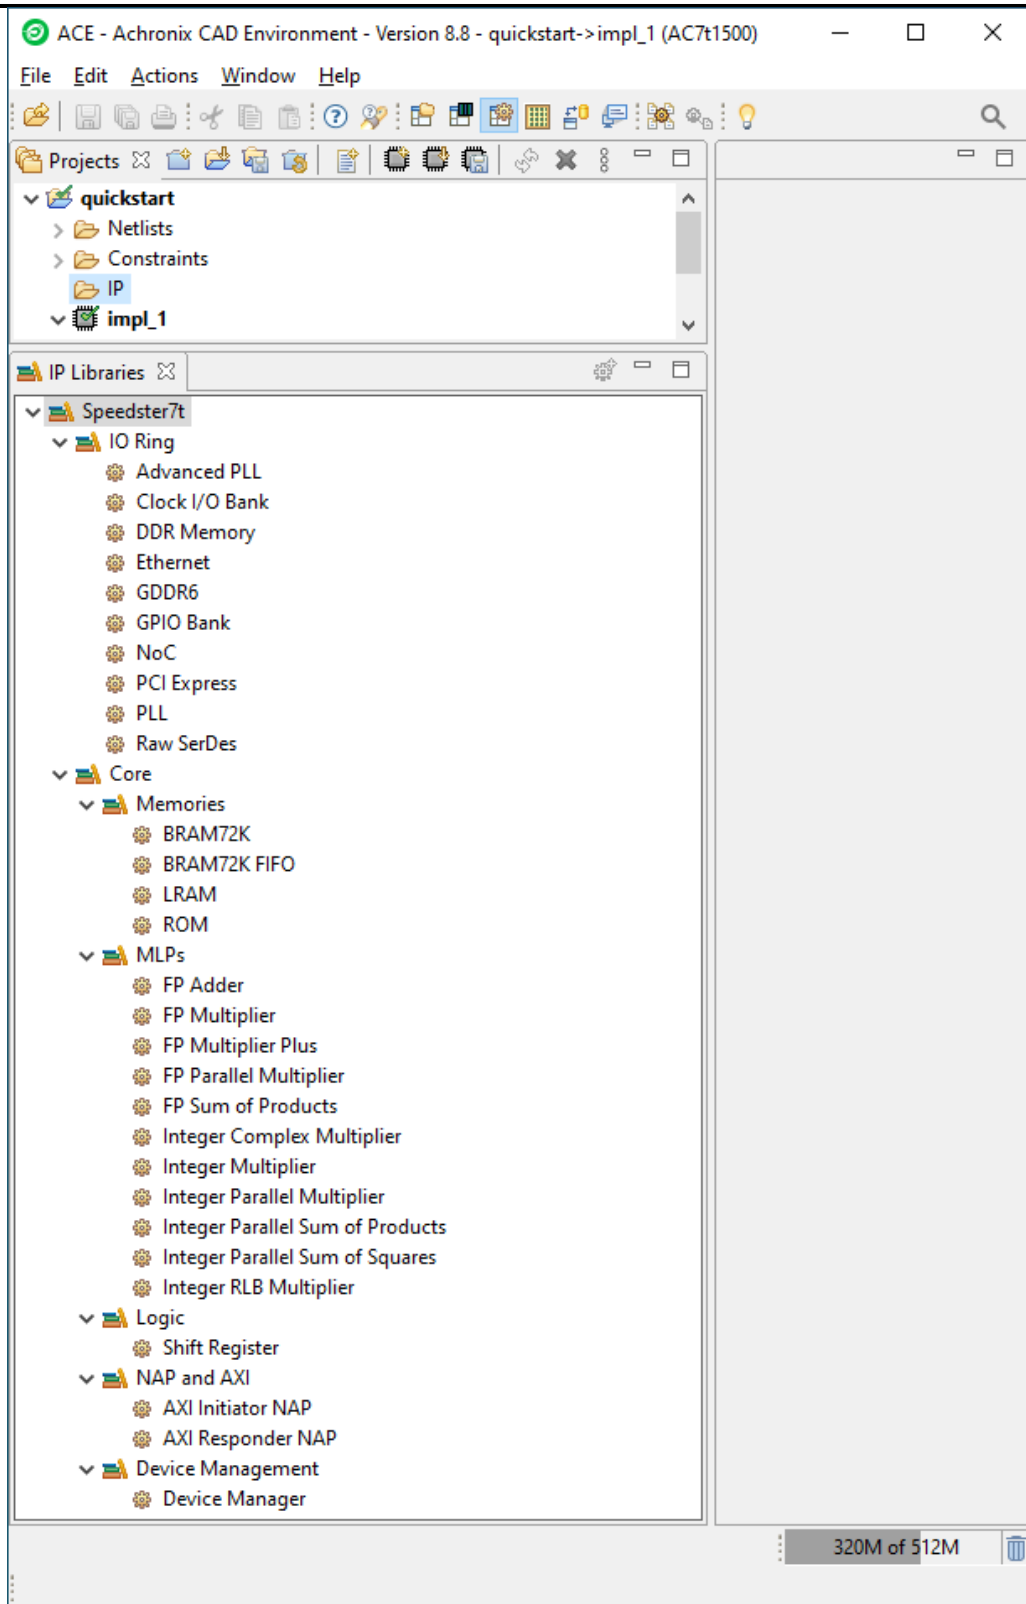 ACE - Achronix CAD Environment - Version 8.8 - quickstart->impl_1 (AC7t1500)
File Edit Actions Window Help
Projects
quickstart
Netlists
Constraints
IP
impl_1
IP Libraries
Speedster7t
IO Ring
Advanced PLL
Clock I/O Bank
DDR Memory
Ethernet
GDDR6
GPIO Bank
NoC
PCI Express
PLL
Raw SerDes
Core
Memories
BRAM72K
BRAM72K FIFO
LRAM
ROM
MLPs
FP Adder
FP Multiplier
FP Multiplier Plus
FP Parallel Multiplier
FP Sum of Products
Integer Complex Multiplier
Integer Multiplier
Integer Parallel Multiplier
Integer Parallel Sum of Products
Integer Parallel Sum of Squares
Integer RLB Multiplier
Logic
Shift Register
NAP and AXI
AXI Initiator NAP
AXI Responder NAP
Device Management
Device Manager
320M of 512M